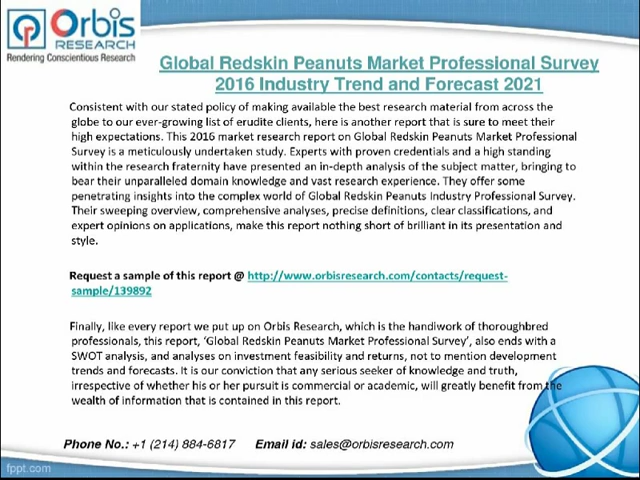 Orbis
RESEARCH
Rendering Conscientious Research
Global Redskin Peanuts Market Professional Survey
2016 Industry Trend and Forecast 2021
Consistent with our stated policy of making available the best research material from across the
globe to our ever-growing list of erudite clients, here is another report that is sure to meet their
high expectations. This 2016 market research report on Global Redskin Peanuts Market Professional
Survey is a meticulously undertaken study. Experts with proven credentials and a high standing
within the research fraternity have presented an in-depth analysis of the subject matter, bringing to
bear their unparalleled domain knowledge and vast research experience. They offer some
penetrating insights into the complex world of Global Redskin Peanuts Industry Professional Survey.
Their sweeping overview, comprehensive analyses, precise definitions, clear classifications, and
expert opinions on applications, make this report nothing short of brilliant in its presentation and
style.
Request a sample of this report @ http://www.orbisresearch.com/contacts/request-
sample/139892
Finally, like every report we put up on Orbis Research, which is the handiwork of thoroughbred
professionals, this report, 'Global Redskin Peanuts Market Professional Survey', also ends with a
SWOT analysis, and analyses on investment feasibility and returns, not to mention development
trends and forecasts. It is our conviction that any serious seeker of knowledge and truth,
irrespective of whether his or her pursuit is commercial or academic, will greatly benefit from the
wealth of information that is contained in this report.
Phone No.: +1 (214) 884-6817 Email id: sales@orbisresearch.com
fppt.com